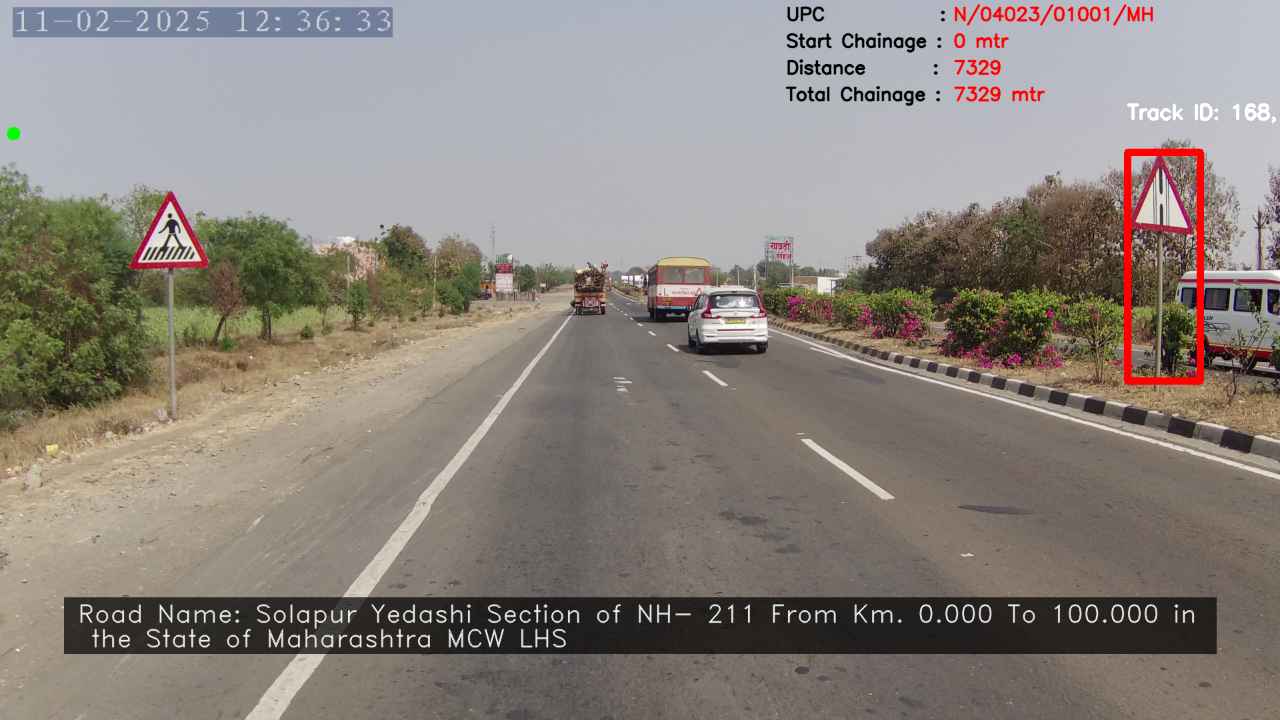 11-02-2025 12:36:33
UPC : N/04023/01001/MH
Start Chainage : 0 mtr
Distance : 7329
Total Chainage : 7329 mtr
Track ID: 168,
Road Name: Solapur Yedashi Section of NH- 211 From Km. 0.000 To 100.000 in
the State of Maharashtra MCW LHS